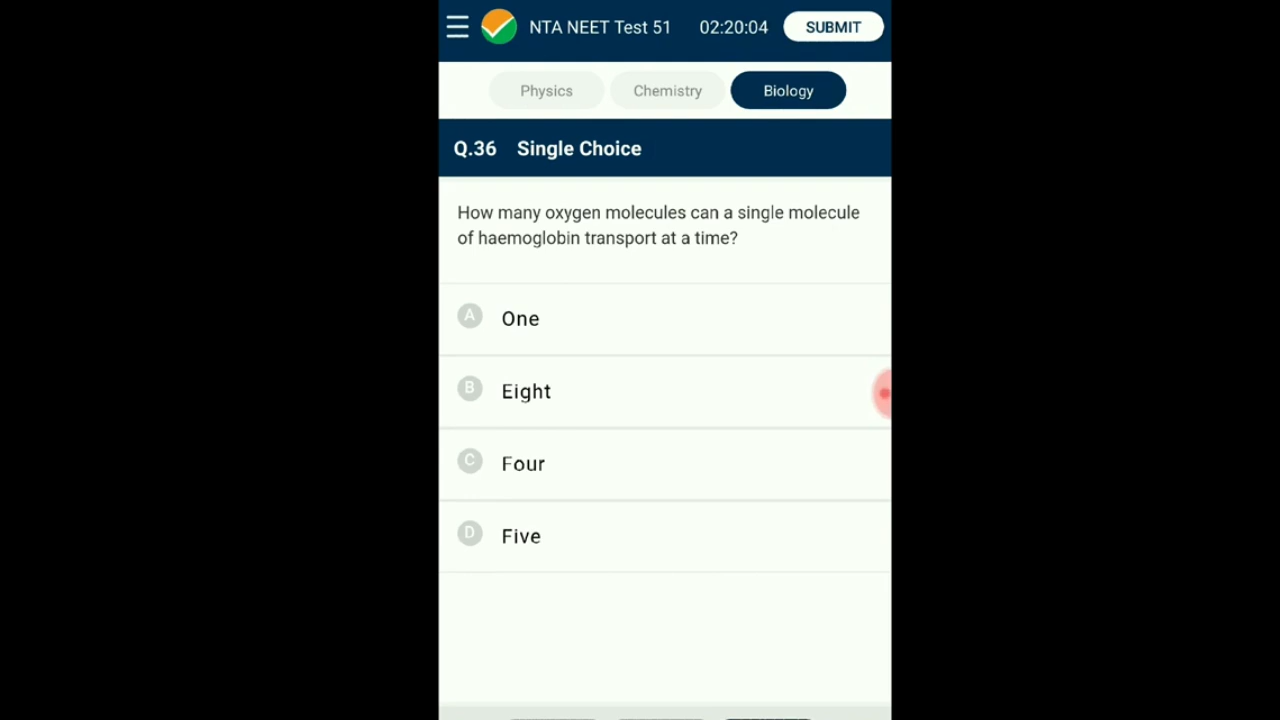 NTA NEET Test 51 02:20:04 SUBMIT
Physics Chemistry Biology
Q.36 Single Choice
How many oxygen molecules can a single molecule
of haemoglobin transport at a time?
A One
B Eight
C Four
D Five